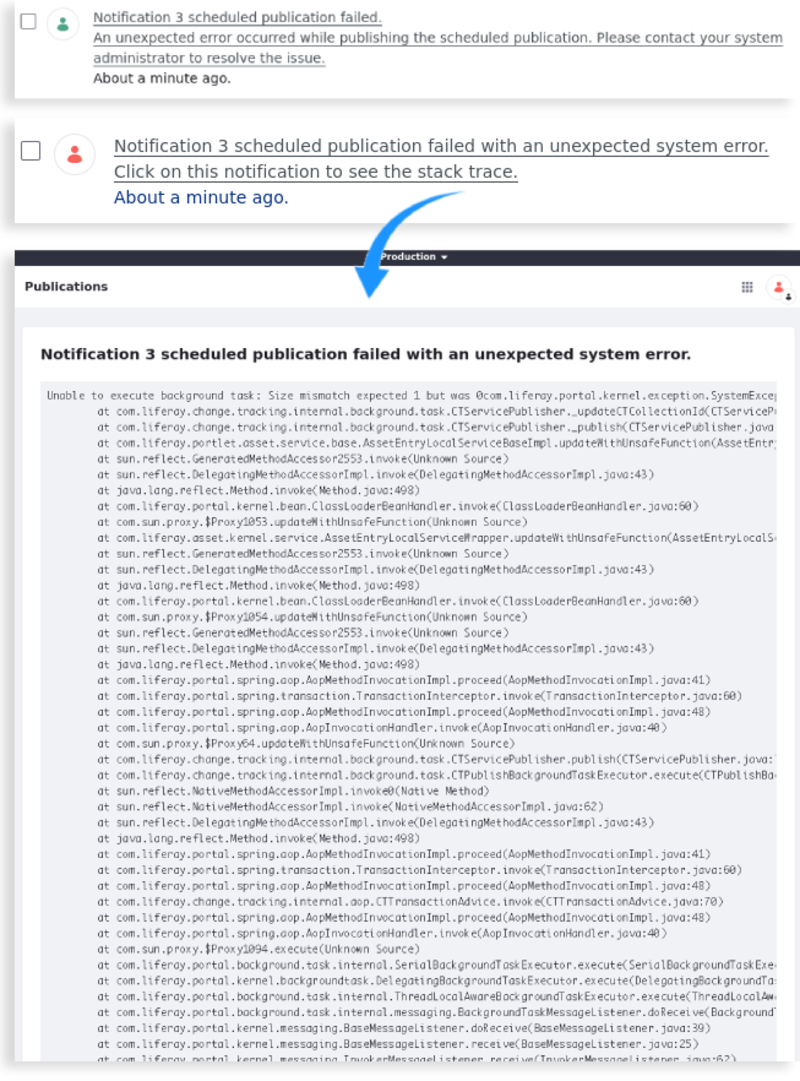 Notification 3 scheduled publication failed.
An unexpected error occurred while publishing the scheduled publication. Please contact your system
administrator to resolve the issue.
About a minute ago.
Notification 3 scheduled publication failed with an unexpected system error.
Click on this notification to see the stack trace.
About a minute ago.
Production
Publications
Notification 3 scheduled publication failed with an unexpected system error.
Unable to execute background task: Size mismatch expected 1 but was 0com.liferay.portal.kernel.exception.SystemExcep
at com.liferay.change.tracking.internal.background.task.CTServicePublisher._updateCTCollectionId(CTServiceP
at com.liferay.change.tracking.internal.background.task.CTServicePublisher._publish(CTServicePublisher.java
at com.liferay.portlet.asset.service.base.AssetEntryLocalServiceBaseImpl.updateWithUnsafeFunction(AssetEntr
at sun.reflect.GeneratedMethodAccessor2553.invoke(Unknown Source)
at sun.reflect.DelegatingMethodAccessorImpl.invoke(DelegatingMethodAccessorImpl.java:43)
at java.lang.reflect.Method.invoke(Method.java:498)
at com.liferay.portal.kernel.bean.ClassLoaderBeanHandler.invoke(ClassLoaderBeanHandler.java:60)
at com.sun.proxy.$Proxy1053.updateWithUnsafeFunction(Unknown Source)
at com.liferay.asset.kernel.service.AssetEntryLocalServiceWrapper.updateWithUnsafeFunction(AssetEntryLocalS
at sun.reflect.GeneratedMethodAccessor2553.invoke(Unknown Source)
at sun.reflect.DelegatingMethodAccessorImpl.invoke(DelegatingMethodAccessorImpl.java:43)
at java.lang.reflect.Method.invoke(Method.java:498)
at com.liferay.portal.kernel.bean.ClassLoaderBeanHandler.invoke(ClassLoaderBeanHandler.java:60)
at com.sun.proxy.$Proxy1054.updateWithUnsafeFunction(Unknown Source)
at sun.reflect.GeneratedMethodAccessor2553.invoke(Unknown Source)
at sun.reflect.DelegatingMethodAccessorImpl.invoke(DelegatingMethodAccessorImpl.java:43)
at java.lang.reflect.Method.invoke(Method.java:498)
at com.liferay.portal.spring.aop.AopMethodInvocationImpl.proceed(AopMethodInvocationImpl.java:41)
at com.liferay.portal.spring.transaction.TransactionInterceptor.invoke(TransactionInterceptor.java:60)
at com.liferay.portal.spring.aop.AopMethodInvocationImpl.proceed(AopMethodInvocationImpl.java:48)
at com.liferay.portal.spring.aop.AopInvocationHandler.invoke(AopInvocationHandler.java:40)
at com.sun.proxy.$Proxy64.updateWithUnsafeFunction(Unknown Source)
at com.liferay.change.tracking.internal.background.task.CTServicePublisher.publish(CTServicePublisher.java:
at com.liferay.change.tracking.internal.background.task.CTPublishBackgroundTaskExecutor.execute(CTPublishBa
at sun.reflect.NativeMethodAccessorImpl.invoke0(Native Method)
at sun.reflect.NativeMethodAccessorImpl.invoke(NativeMethodAccessorImpl.java:62)
at sun.reflect.DelegatingMethodAccessorImpl.invoke(DelegatingMethodAccessorImpl.java:43)
at java.lang.reflect.Method.invoke(Method.java:498)
at com.liferay.portal.spring.aop.AopMethodInvocationImpl.proceed(AopMethodInvocationImpl.java:41)
at com.liferay.portal.spring.transaction.TransactionInterceptor.invoke(TransactionInterceptor.java:60)
at com.liferay.portal.spring.aop.AopMethodInvocationImpl.proceed(AopMethodInvocationImpl.java:48)
at com.liferay.change.tracking.internal.aop.CTTransactionAdvice.invoke(CTTransactionAdvice.java:70)
at com.liferay.portal.spring.aop.AopMethodInvocationImpl.proceed(AopMethodInvocationImpl.java:48)
at com.liferay.portal.spring.aop.AopInvocationHandler.invoke(AopInvocationHandler.java:40)
at com.sun.proxy.$Proxy1094.execute(Unknown Source)
at com.liferay.portal.background.task.internal.SerialBackgroundTaskExecutor.execute(SerialBackgroundTaskExe
at com.liferay.portal.kernel.backgroundtask.DelegatingBackgroundTaskExecutor.execute(DelegatingBackgroundTa
at com.liferay.portal.background.task.internal.ThreadLocalAwareBackgroundTaskExecutor.execute(ThreadLocalAw
at com.liferay.portal.background.task.internal.messaging.BackgroundTaskMessageListener.doReceive(Background
at com.liferay.portal.kernel.messaging.BaseMessageListener.doReceive(BaseMessageListener.java:39)
at com.liferay.portal.kernel.messaging.BaseMessageListener.receive(BaseMessageListener.java:25)
at com.liferay.portal.kernel.messaging.InvokerMessageListener.receive(InvokerMessageListener.java:62)